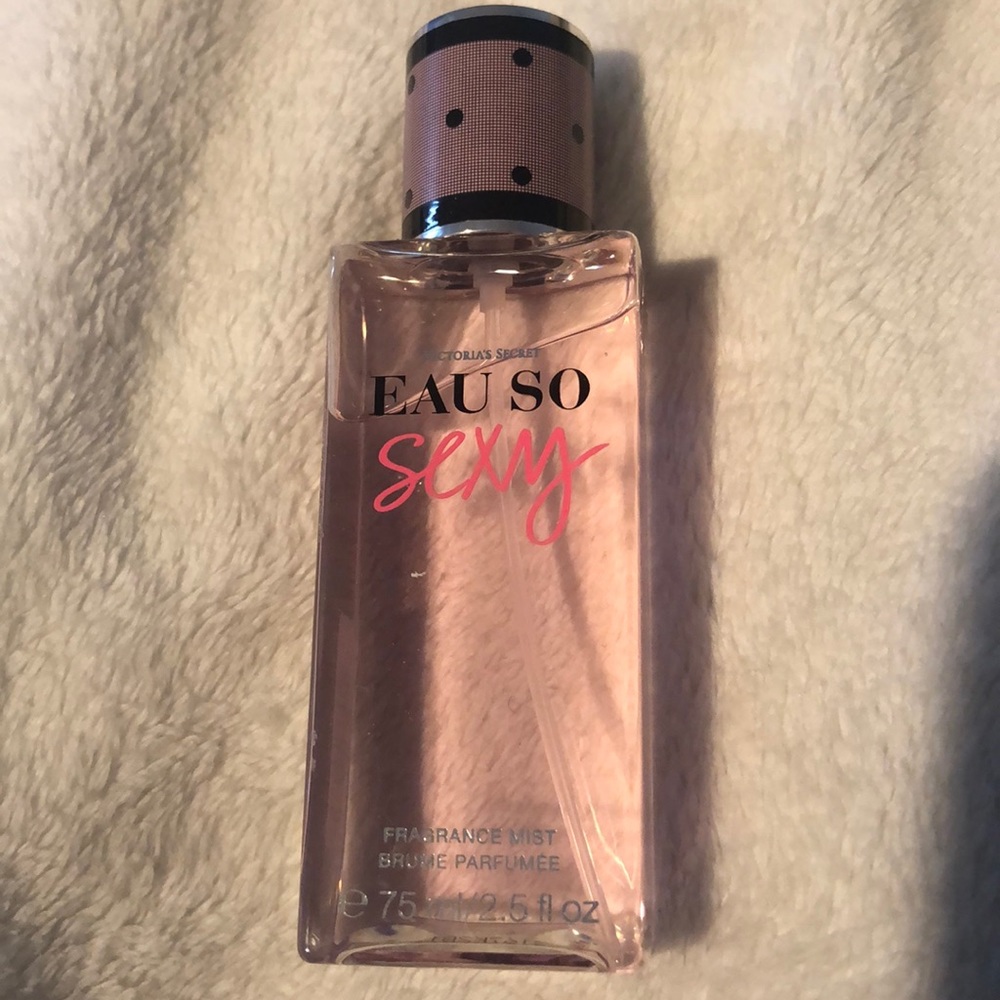 VICTORIA'S SECRET
EAU SO
sexy
FRAGRANCE MIST
BRUME PARFUMÉE
e 75 ml/2.5 fl oz